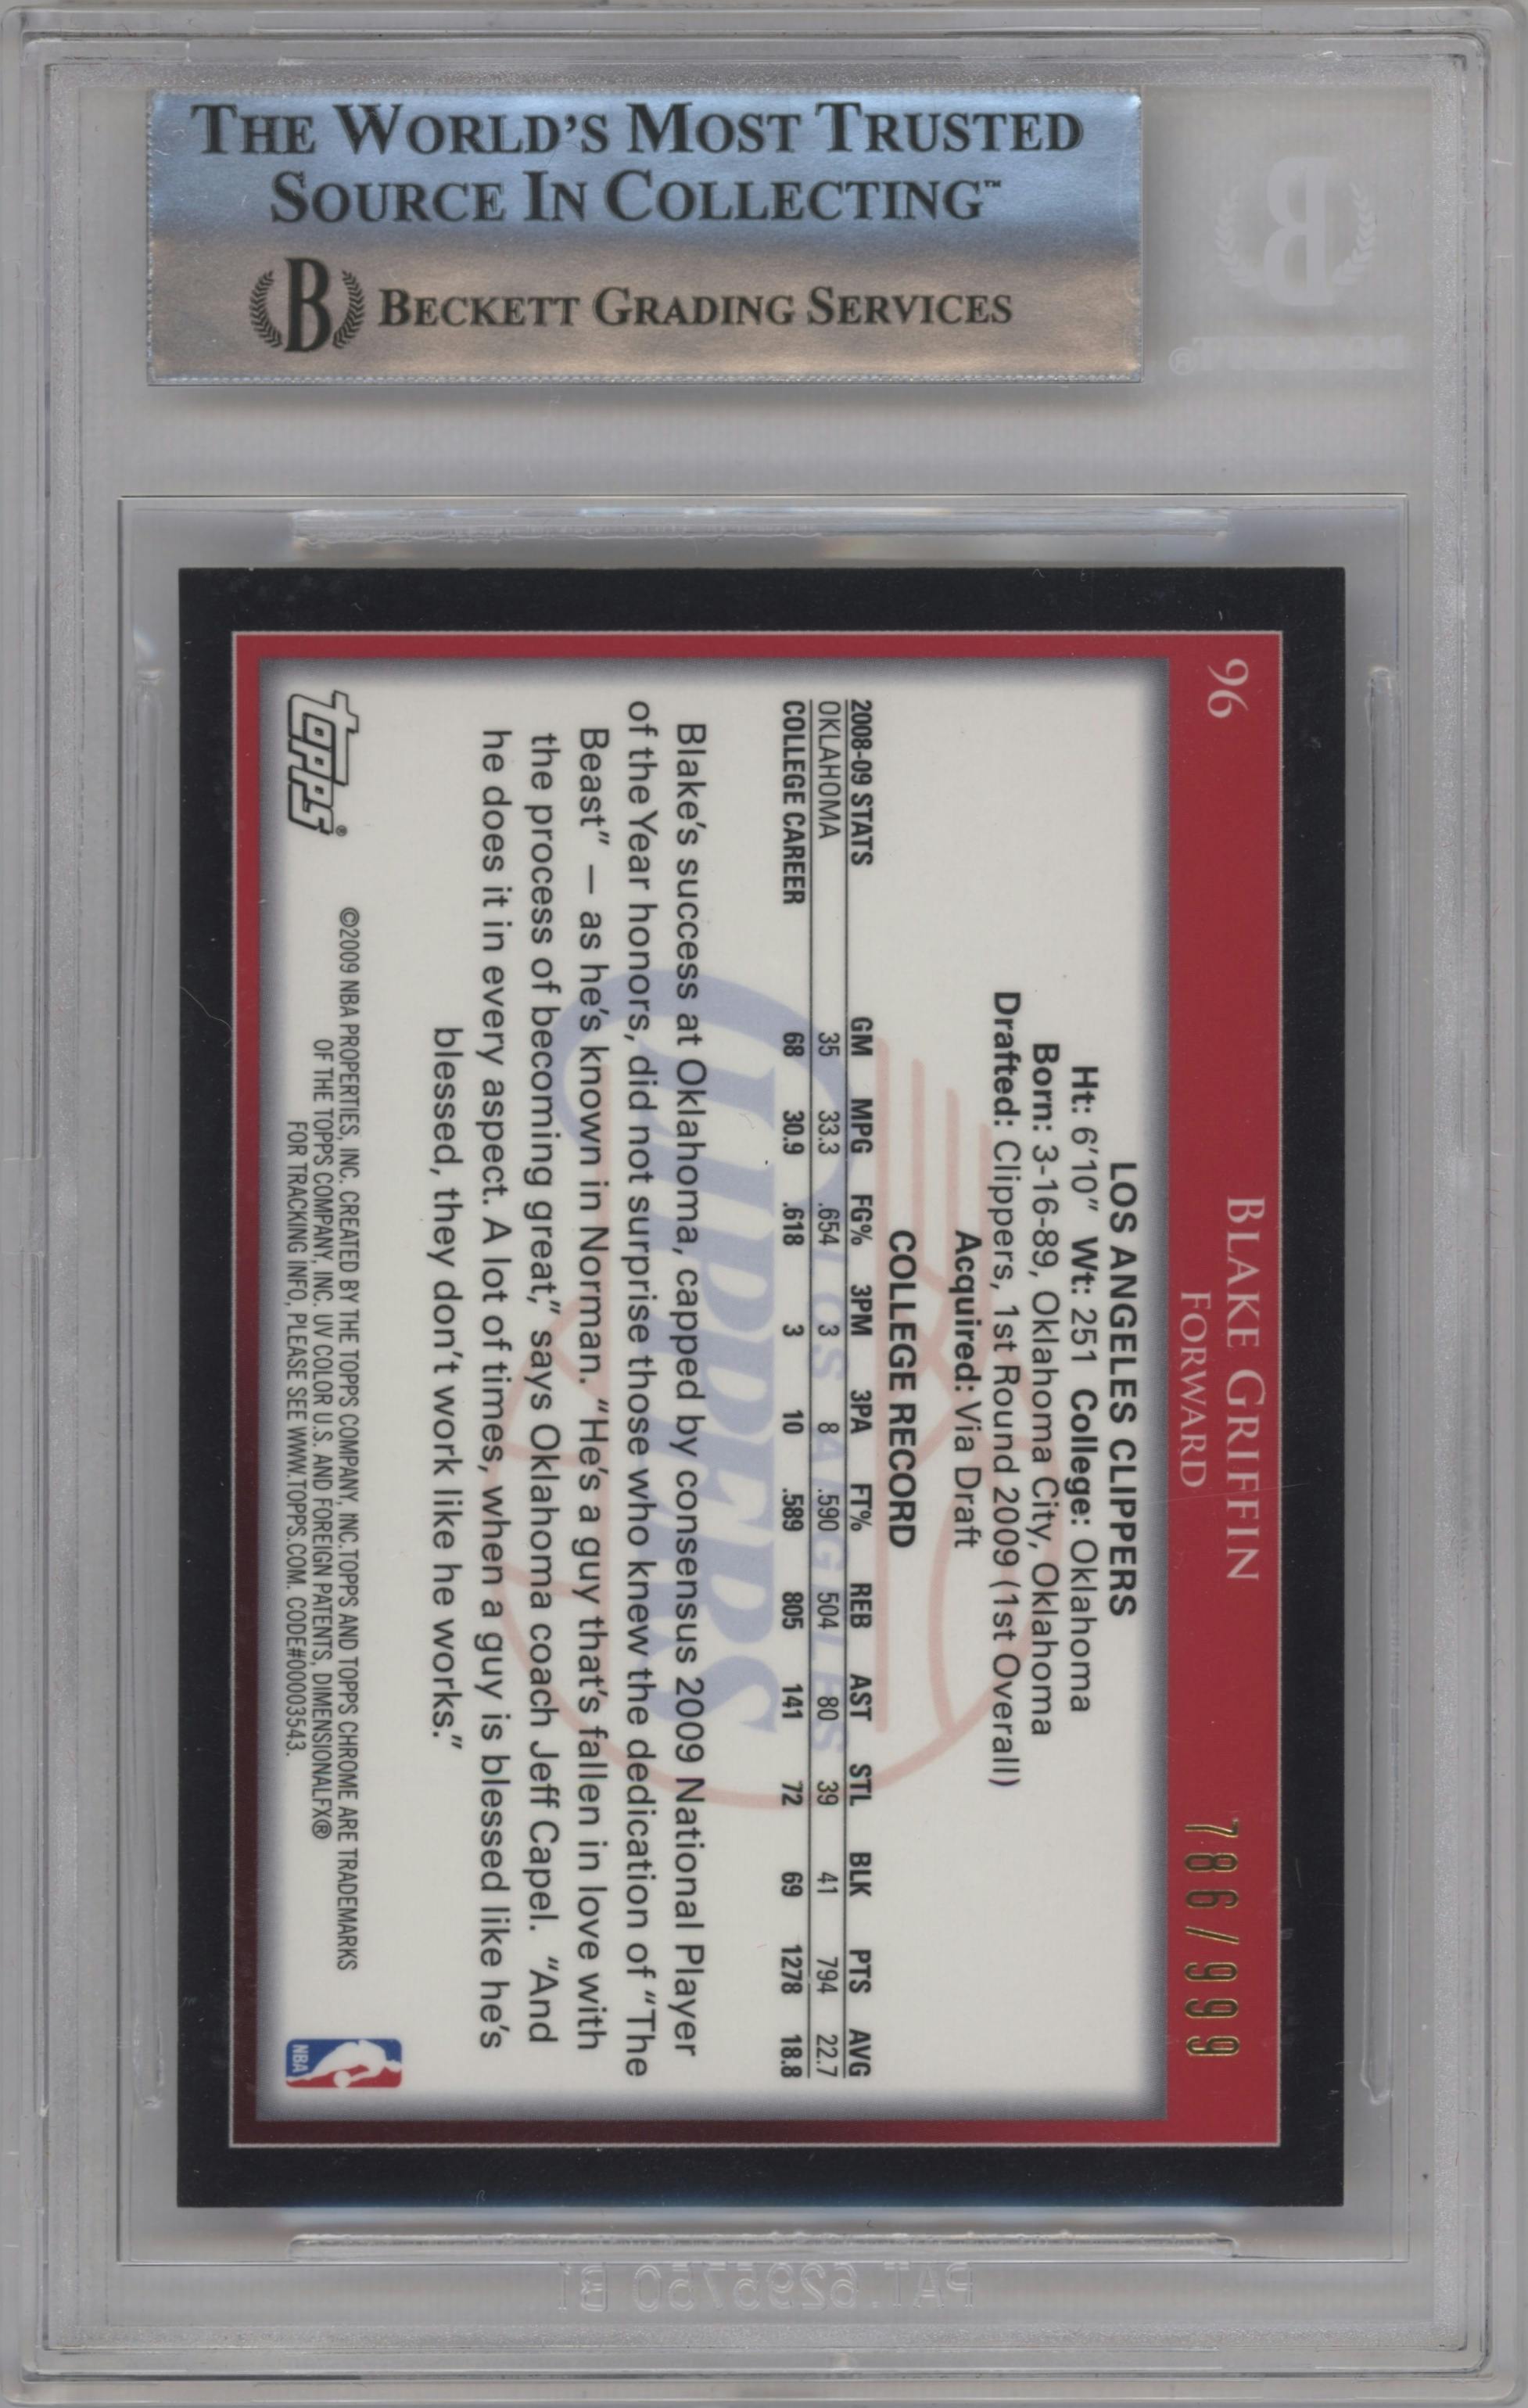 THE WORLD'S MOST TRUSTED
SOURCE IN COLLECTING™
B BECKETT GRADING SERVICES
B
BECKETT®
96
BLAKE GRIFFIN
FORWARD
786/999
LOS ANGELES CLIPPERS
Ht: 6'10" Wt: 251 College: Oklahoma
Born: 3-16-89, Oklahoma City, Oklahoma
Drafted: Clippers, 1st Round 2009 (1st Overall)
Acquired: Via Draft
COLLEGE RECORD
2008-09 STATS GM MPG FG% 3PM 3PA FT% REB AST STL BLK PTS AVG
OKLAHOMA 35 33.3 .654 3 8 .590 504 80 39 41 794 22.7
COLLEGE CAREER 68 30.9 .618 3 10 .589 805 141 72 69 1278 18.8
LOS ANGELES
CLIPPERS
Blake's success at Oklahoma, capped by consensus 2009 National Player
of the Year honors, did not surprise those who knew the dedication of "The
Beast" – as he's known in Norman. "He's a guy that's fallen in love with
the process of becoming great," says Oklahoma coach Jeff Capel. "And
he does it in every aspect. A lot of times, when a guy is blessed like he's
blessed, they don't work like he works."
topps®
©2009 NBA PROPERTIES, INC. CREATED BY THE TOPPS COMPANY, INC. TOPPS AND TOPPS CHROME ARE TRADEMARKS
OF THE TOPPS COMPANY, INC. UV COLOR U.S. AND FOREIGN PATENTS, DIMENSIONALFX®
FOR TRACKING INFO, PLEASE SEE WWW.TOPPS.COM. CODE#00003543.
NBA
PAT.6295750 B1